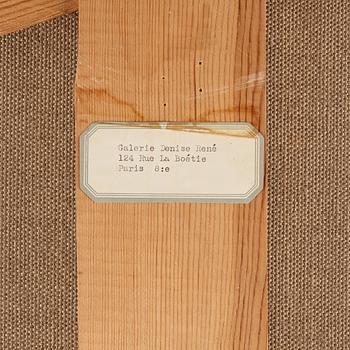 Galerie Denise René
124 Rue La Boétie
Paris 8:e